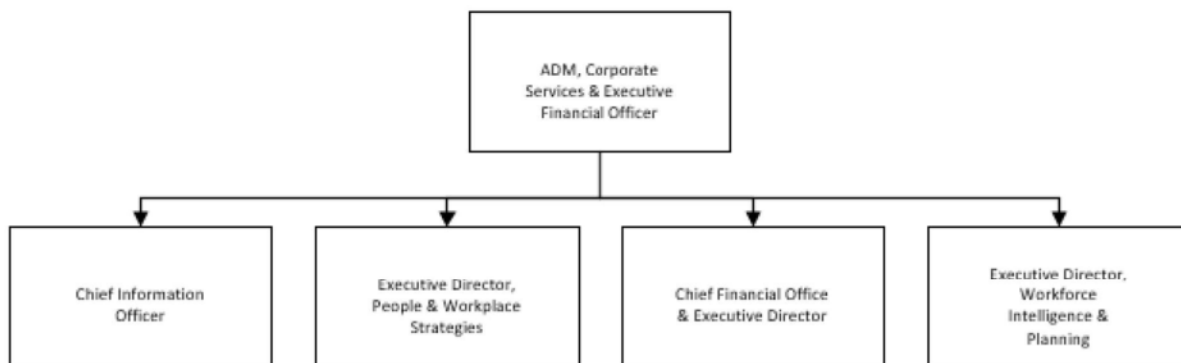 ADM, Corporate
Services & Executive
Financial Officer
Chief Information
Officer
Executive Director,
People & Workplace
Strategies
Chief Financial Office
& Executive Director
Executive Director,
Workforce
Intelligence &
Planning